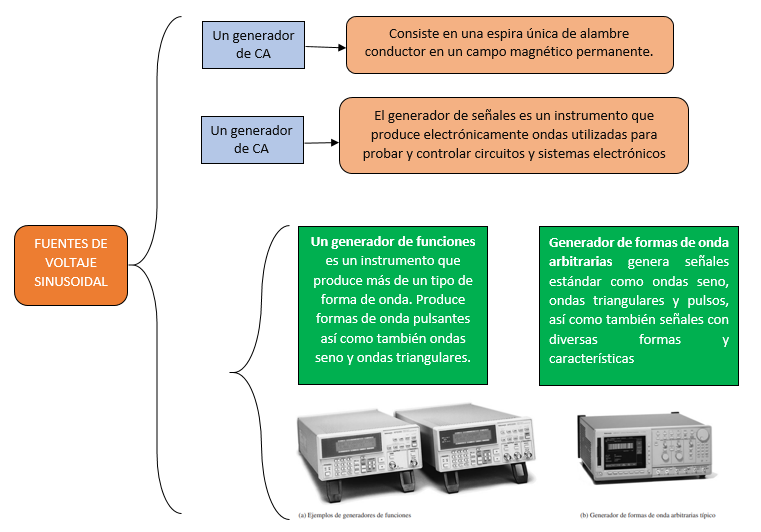 Un generador
de CA
Consiste en una espira única de alambre
conductor en un campo magnético permanente.
Un generador
de CA
El generador de señales es un instrumento que
produce electrónicamente ondas utilizadas para
probar y controlar circuitos y sistemas electrónicos
FUENTES DE
VOLTAJE
SINUSOIDAL
Un generador de funciones
es un instrumento que
produce más de un tipo de
forma de onda. Produce
formas de onda pulsantes
así como también ondas
seno y ondas triangulares.
Generador de formas de onda
arbitrarias genera señales
estándar como ondas seno,
ondas triangulares y pulsos,
así como también señales con
diversas formas y
características
(a) Ejemplos de generadores de funciones
(b) Generador de formas de onda arbitrarias típico